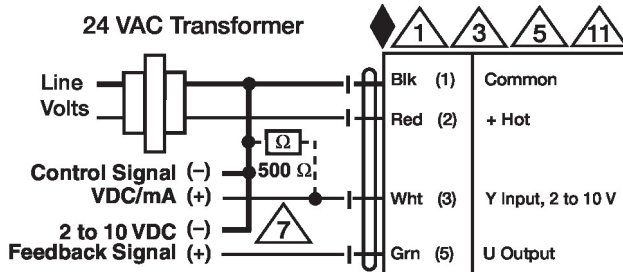 24 VAC Transformer
1 3 5 11
Line
Volts
Blk (1) Common
Red (2) + Hot
Ω
500 Ω
Control Signal (–)
VDC/mA (+)
Wht (3) Y Input, 2 to 10 V
7
2 to 10 VDC (–)
Feedback Signal (+)
Grn (5) U Output